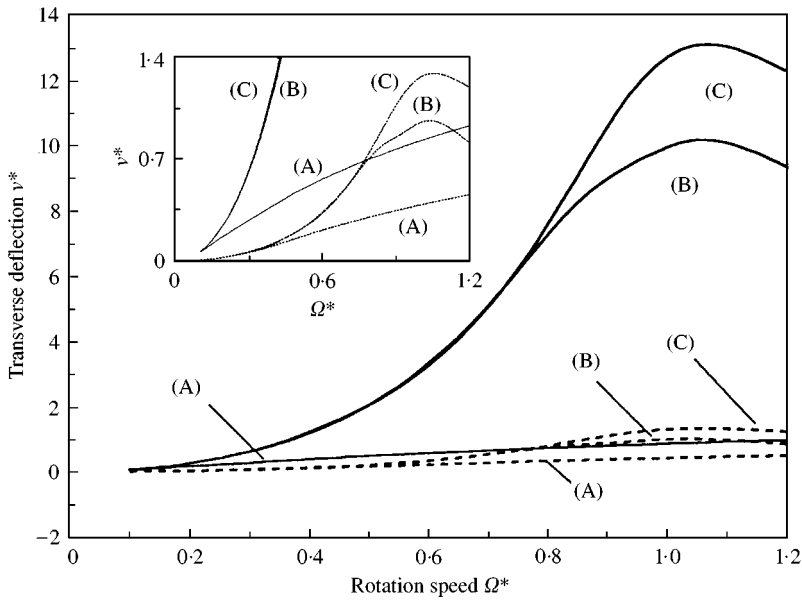 14
12
10
8
6
4
2
0
−2
Transverse deflection v*
1·4
0·7
0
v*
(C)
(B)
(C)
(B)
(A)
(A)
0
0·6
1·2
Ω*
(C)
(B)
(A)
(B)
(C)
(A)
0
0·2
0·4
0·6
0·8
1·0
1·2
Rotation speed Ω*